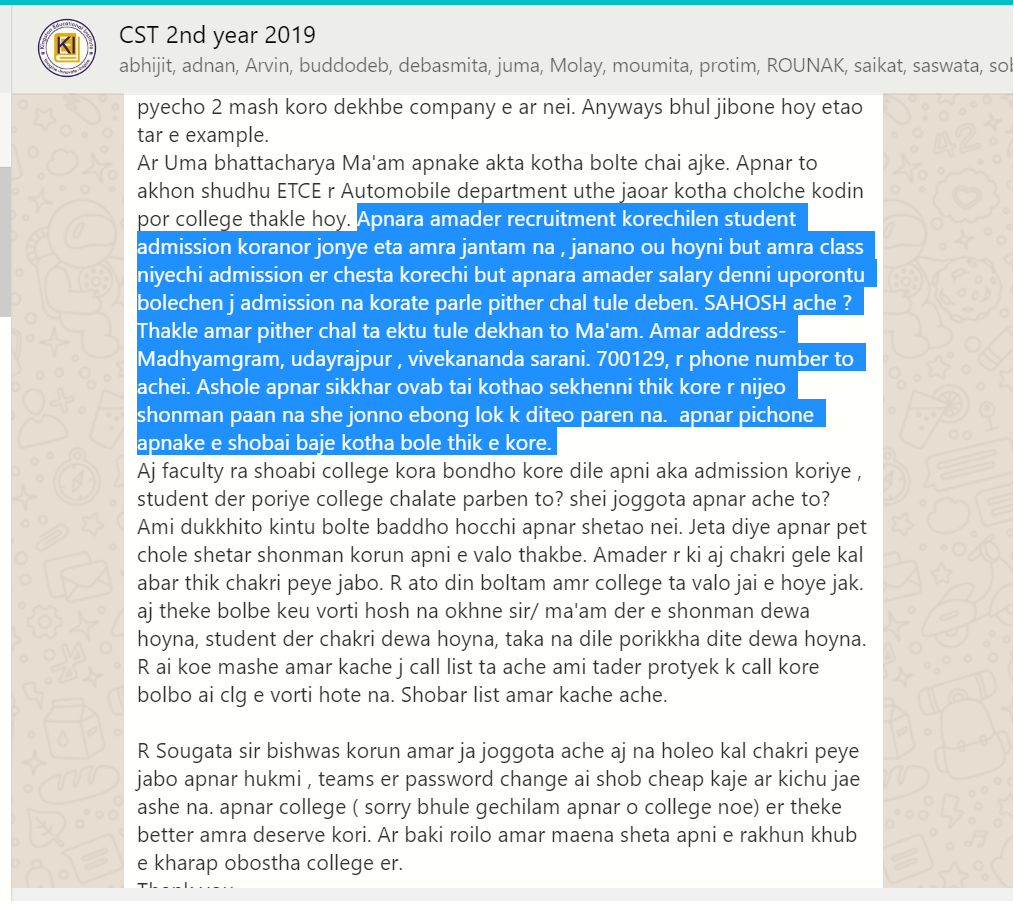 CST 2nd year 2019
abhijit, adnan, Arvin, buddodeb, debasmita, juma, Molay, moumita, protim, ROUNAK, saikat, saswata,
pyecho 2 mash koro dekhbe company e ar nei. Anyways bhul jibone hoy etao
tar e example.
Ar Uma bhattacharya Ma'am apnake akta kotha bolte chai ajke. Apnar to
akhon shudhu ETCE r Automobile department uthe jaoar kotha cholche kodin
por college thakle hoy. Apnara amader recruitment korechilen student
admission koranor jonye eta amra jantam na , janano ou hoyni but amra class
niyechi admission er chesta korechi but apnara amader salary denni uporontu
bolechen j admission na korate parle pither chal tule deben. SAHOSH ache ?
Thakle amar pither chal ta ektu tule dekhan to Ma'am. Amar address-
Madhyamgram, udayrajpur , vivekananda sarani. 700129, r phone number to
achei. Ashole apnar sikkhar ovab tai kothao sekhenni thik kore r nijeo
shonman paan na she jonno ebong lok k diteo paren na.  apnar pichone
apnake e shobai baje kotha bole thik e kore.
Aj faculty ra shoabi college kora bondho kore dile apni aka admission koriye ,
student der poriye college chalate parben to? shei joggota apnar ache to?
Ami dukkhito kintu bolte baddho hocchi apnar shetao nei. Jeta diye apnar pet
chole shetar shonman korun apni e valo thakbe. Amader r ki aj chakri gele kal
abar thik chakri peye jabo. R ato din boltam amr college ta valo jai e hoye jak.
aj theke bolbe keu vorti hosh na okhne sir/ ma'am der e shonman dewa
hoyna, student der chakri dewa hoyna, taka na dile porikkha dite dewa hoyna.
R ai koe mashe amar kache j call list ta ache ami tader protyek k call kore
bolbo ai clg e vorti hote na. Shobar list amar kache ache.
R Sougata sir bishwas korun amar ja joggota ache aj na holeo kal chakri peye
jabo apnar hukmi , teams er password change ai shob cheap kaje ar kichu jae
ashe na. apnar college ( sorry bhule gechilam apnar o college noe) er theke
better amra deserve kori. Ar baki roilo amar maena sheta apni e rakhun khub
e kharap obostha college er.